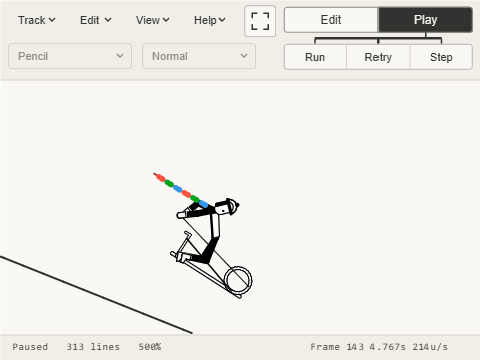 Track Edit View Help Edit Play
Pencil Normal Run Retry Step
Paused 313 lines 500% Frame 143 4.767s 214u/s